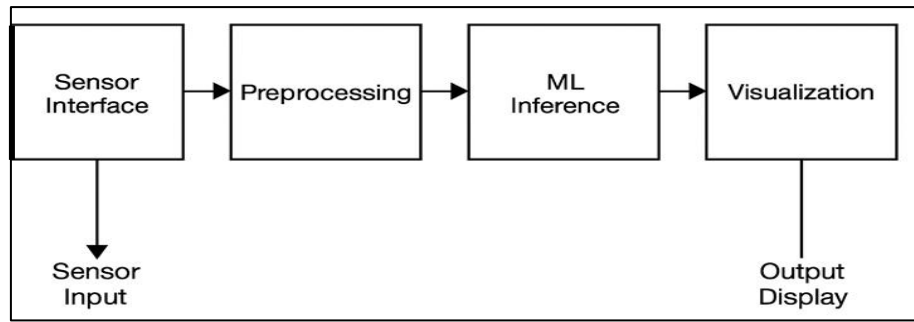 Sensor
Interface
Preprocessing
ML
Inference
Visualization
Sensor
Input
Output
Display